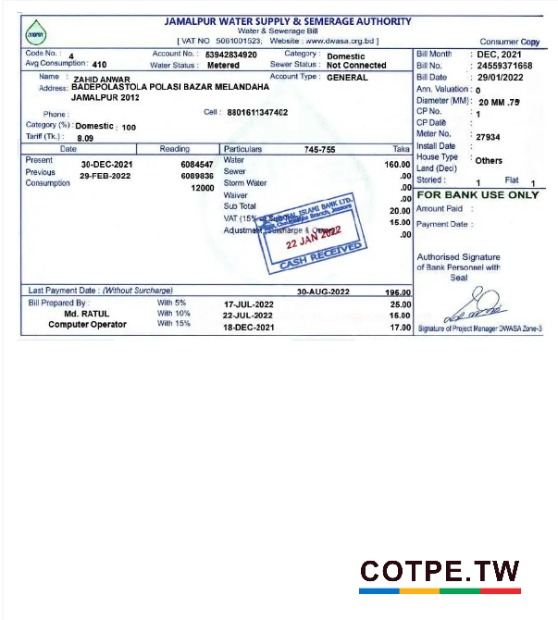 JAMALPUR WATER SUPPLY & SEMERAGE AUTHORITY
Water & Sewerage Bill
[ VAT NO 5061001523; Website : www.dwasa.org.bd ]
Consumer Copy
Code No. : 4 Account No. : 53942834920 Category : Domestic
Avg Consumption : 410 Water Status : Metered Sewer Status : Not Connected
Name : ZAHID ANWAR Account Type : GENERAL
Address: BADEPOLASTOLA POLASI BAZAR MELANDAHA
JAMALPUR 2012
Phone : Cell : 8801611347402
Category (%) : Domestic : 100
Tarif (Tk.) : 8.09
Date Reading Particulars 745-755 Taka
Present 30-DEC-2021 6084547 Water 160.00
Previous 29-FEB-2022 6089836 Sewer .00
Consumption 12000 Storm Water .00
Waiver .00
Sub Total 20.00
VAT (15% 15.00
Adjustment .00
ISLAMI BANK LTD.
Branch,
22 JAN 2022
CASH RECEIVED
Last Payment Date : (Without Surcharge) 30-AUG-2022 195.00
Bill Prepared By : With 5% 17-JUL-2022 25.00
Md. RATUL With 10% 22-JUL-2022 15.00
Computer Operator With 15% 18-DEC-2021 17.00
Bill Month : DEC, 2021
Bill No. : 24559371668
Bill Date : 29/01/2022
Ann. Valuation : 0
Diameter (MM) : 20 MM .75
CP No. : 1
CP Date :
Meter No. : 27934
Install Date :
House Type : Others
Land (Deci) :
Storied : 1 Flat 1
FOR BANK USE ONLY
Amount Paid :
Payment Date :
Authorised Signature
of Bank Personnel with
Seal
Signature of Project Manager DWASA Zone-3
COTPE.TW